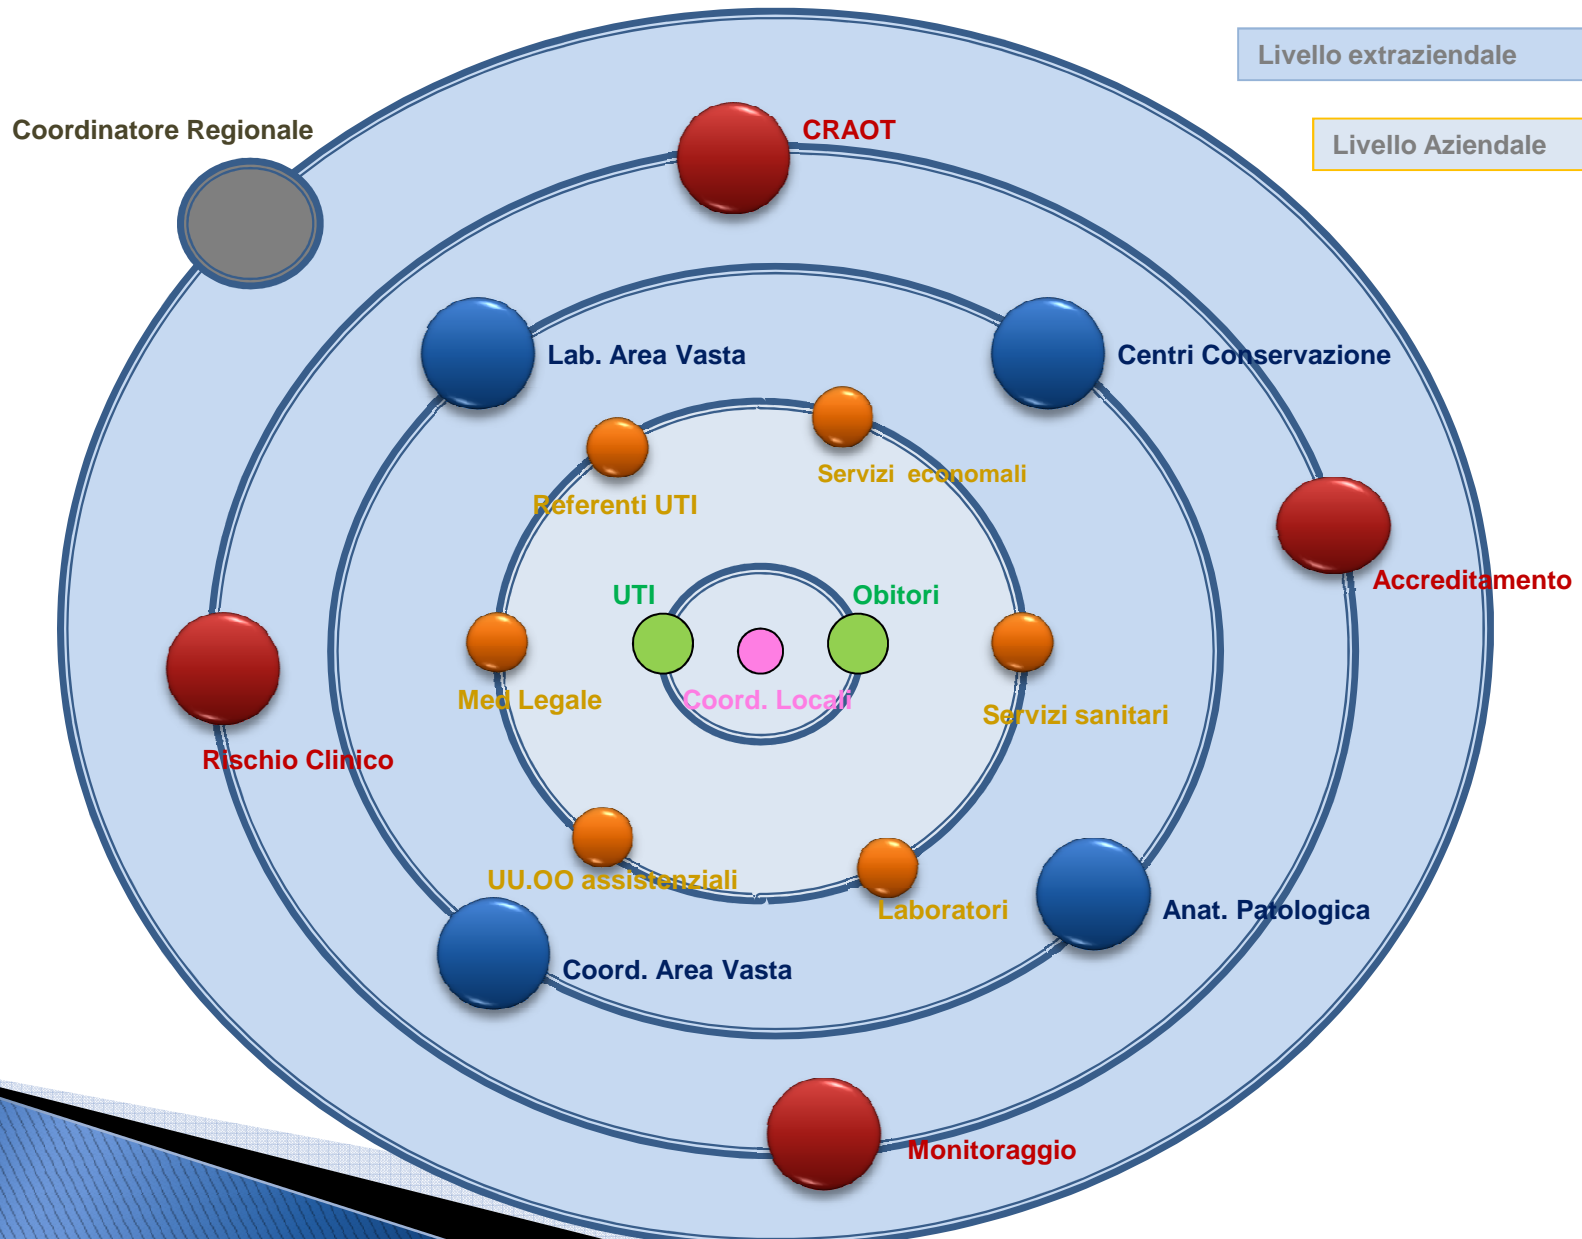 Livello extraziendale
Coordinatore Regionale
CRAOT
Livello Aziendale
Lab. Area Vasta
Centri Conservazione
Servizi economali
Referenti UTI
Accreditamento
UTI
Obitori
Med Legale
Coord. Locali
Servizi sanitari
Rischio Clinico
UU.OO assistenziali
Laboratori
Anat. Patologica
Coord. Area Vasta
Monitoraggio